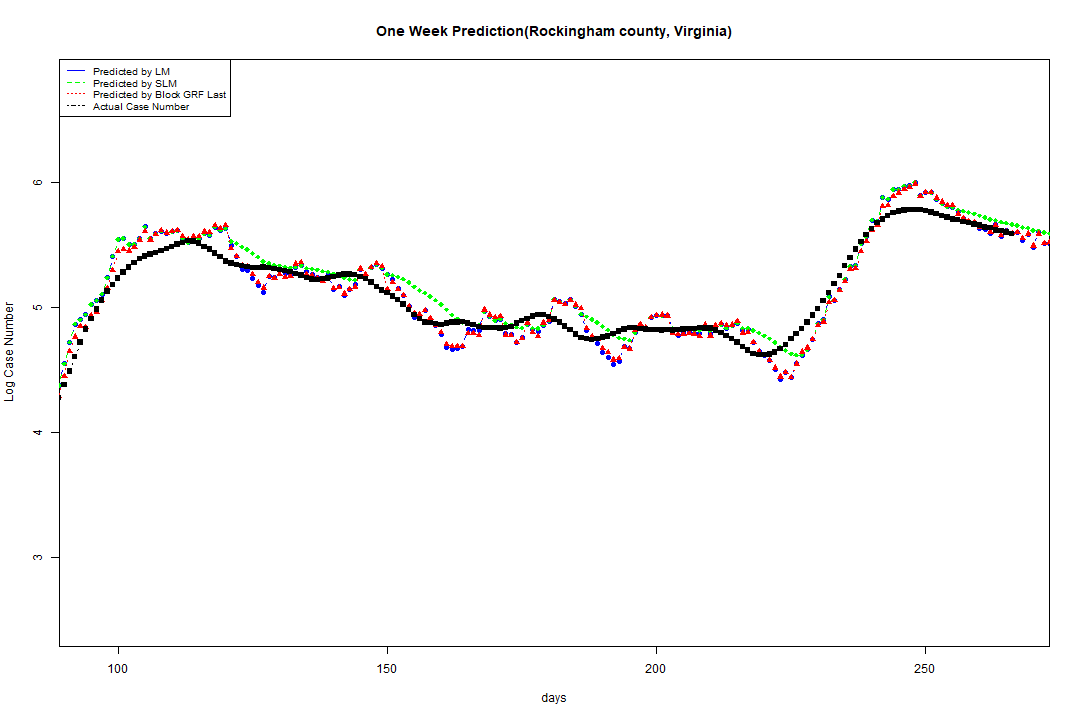 One Week Prediction(Rockingham county, Virginia)
Predicted by LM
Predicted by SLM
Predicted by Block GRF Last
Actual Case Number
6
5
4
3
Log Case Number
100 150 200 250
days